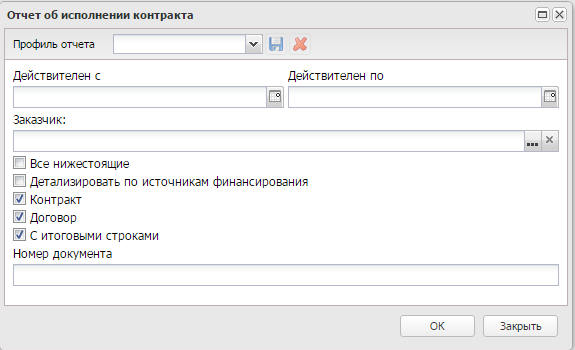 Отчет об исполнении контракта
Профиль отчета
Действителен с Действителен по
Заказчик:
...
Все нижестоящие
Детализировать по источникам финансирования
Контракт
Договор
С итоговыми строками
Номер документа
ОК Закрыть